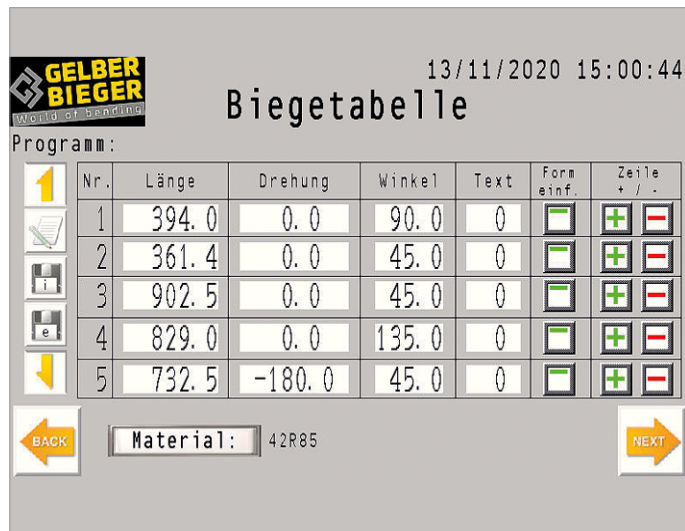 GELBER
BIEGER
World of bending
13/11/2020 15:00:44
Biegetabelle
Programm:
Nr. Länge Drehung Winkel Text Form einf. Zeile + / -
1 394.0 0.0 90.0 0 + -
2 361.4 0.0 45.0 0 + -
3 902.5 0.0 45.0 0 + -
4 829.0 0.0 135.0 0 + -
5 732.5 -180.0 45.0 0 + -
i
e
BACK
Material: 42R85
NEXT